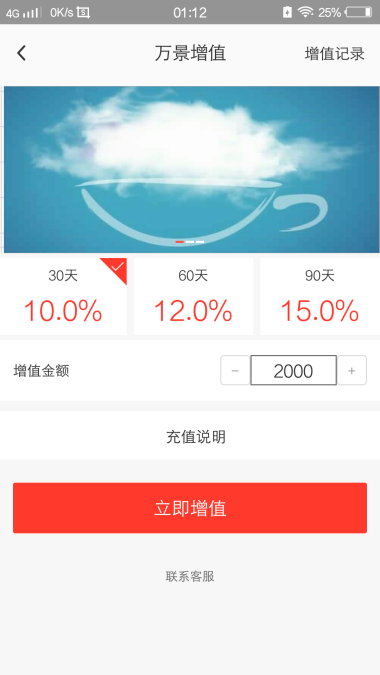 4G 0K/s 01:12 25%
万景增值 增值记录
30天 60天 90天
10.0% 12.0% 15.0%
增值金额 － 2000 +
充值说明
立即增值
联系客服